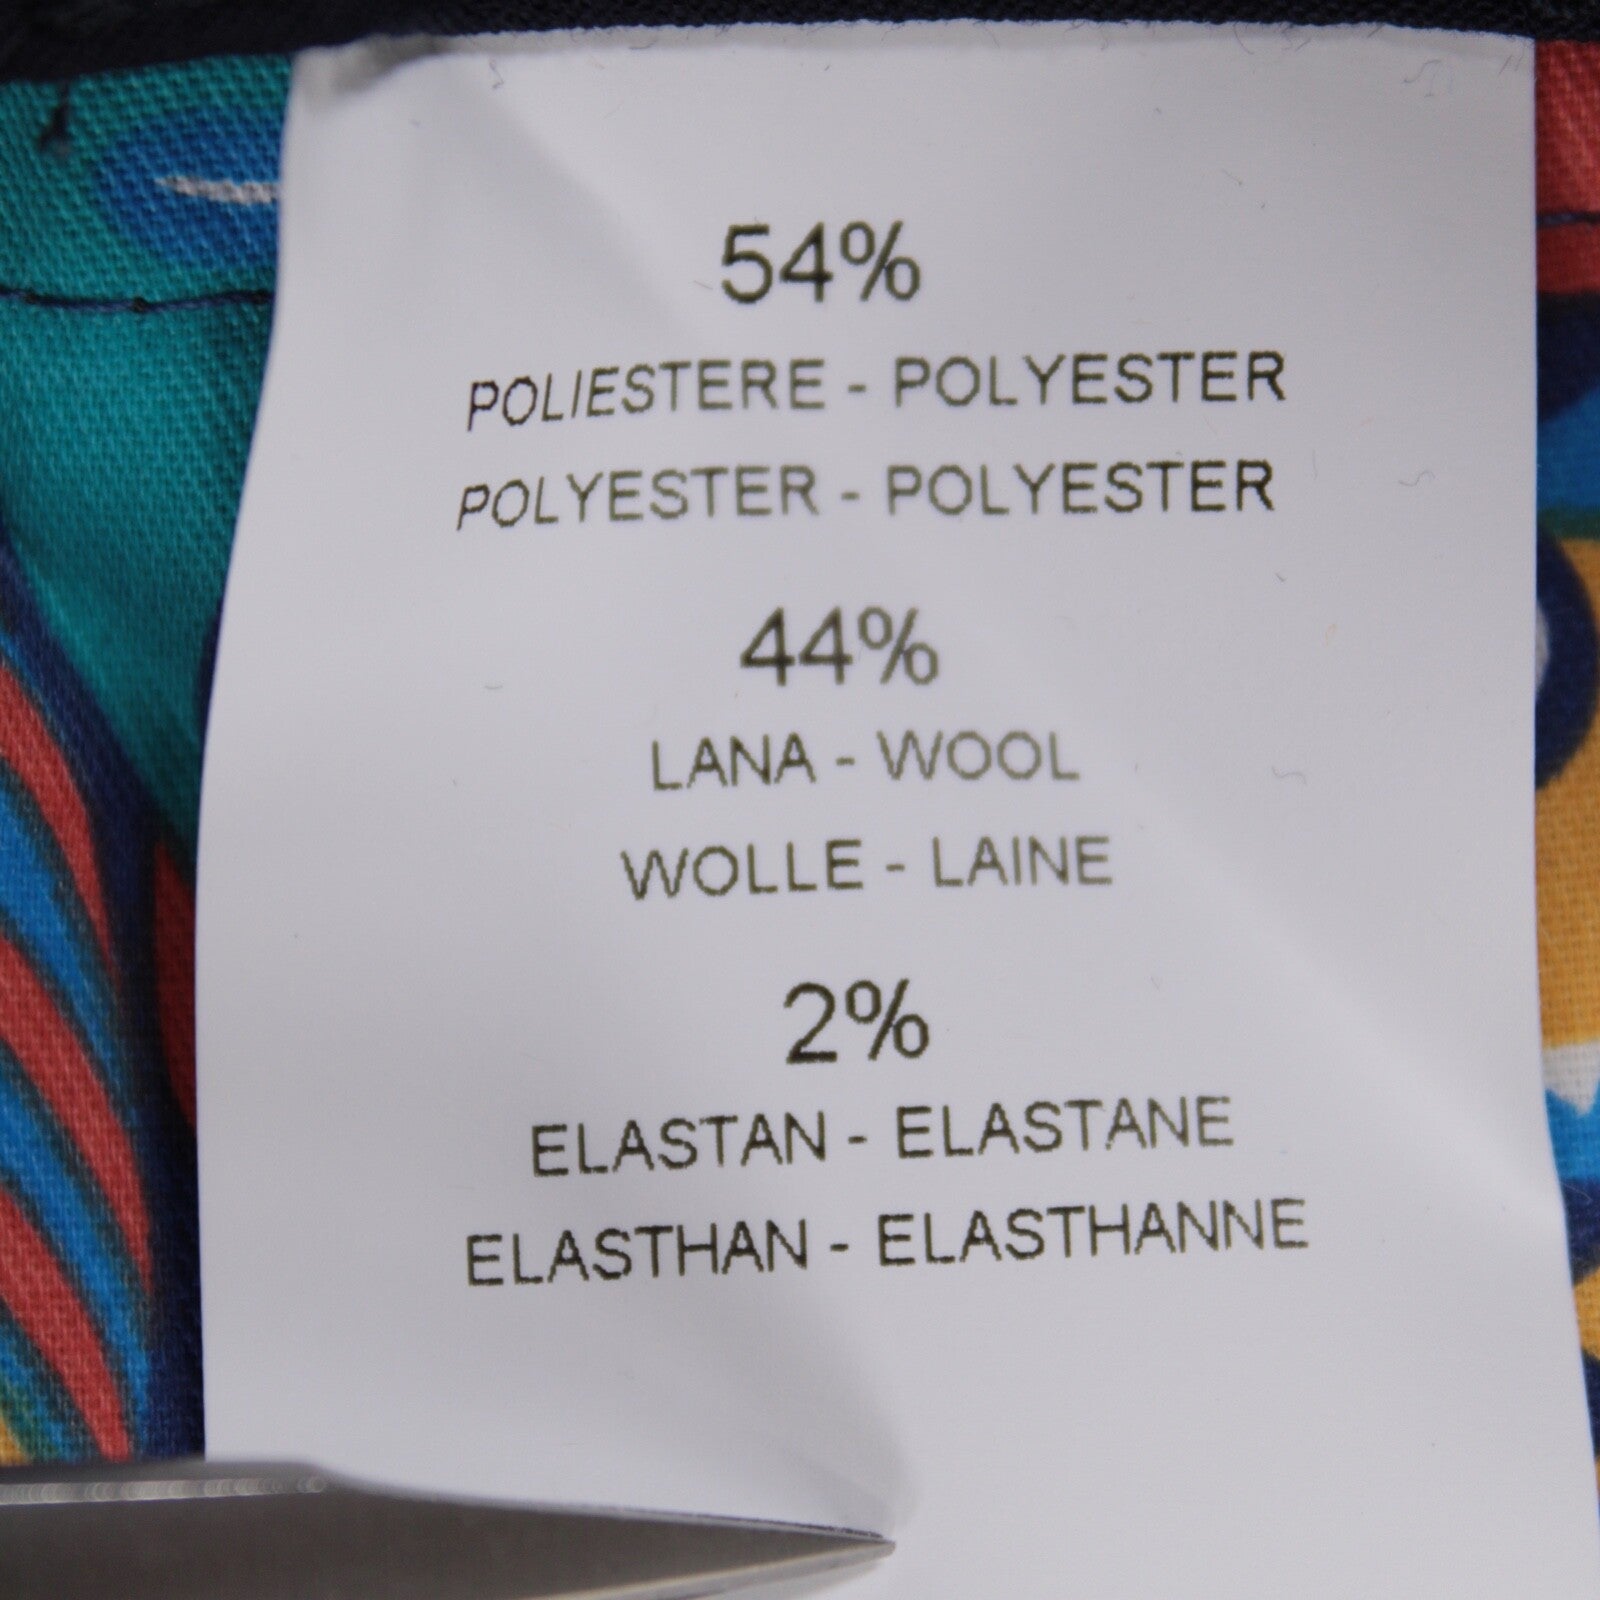 54%
POLIESTERE - POLYESTER
POLYESTER - POLYESTER
44%
LANA - WOOL
WOLLE - LAINE
2%
ELASTAN - ELASTANE
ELASTHAN - ELASTHANNE